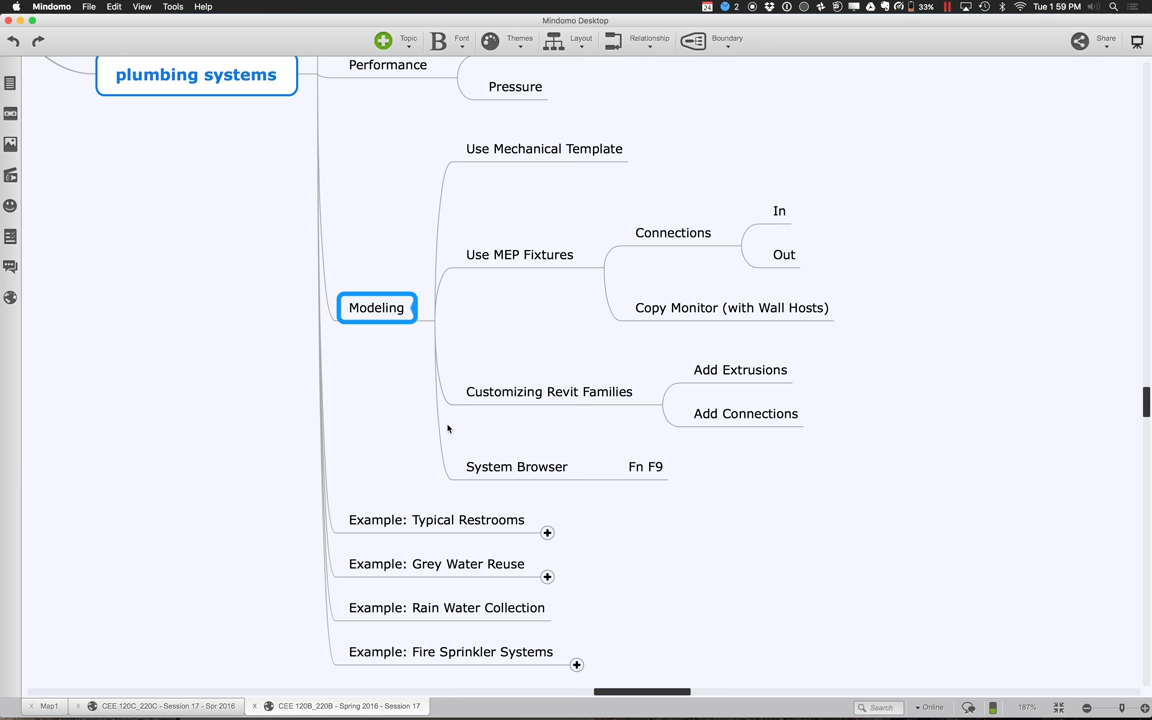 Mindomo File Edit View Tools Help
24 2 33% Tue 1 59 PM
Mindomo Desktop
Topic B Font Themes Layout Relationship Boundary Share
plumbing systems
Performance
Pressure
Use Mechanical Template
In
Connections
Use MEP Fixtures
Out
Modeling
Copy Monitor (with Wall Hosts)
Add Extrusions
Customizing Revit Families
Add Connections
System Browser Fn F9
Example: Typical Restrooms
Example: Grey Water Reuse
Example: Rain Water Collection
Example: Fire Sprinkler Systems
x Map1 x CEE 120C_220C - Session 17 - Spr 2016 x CEE 120B_220B - Spring 2016 - Session 17 Search Online 187%